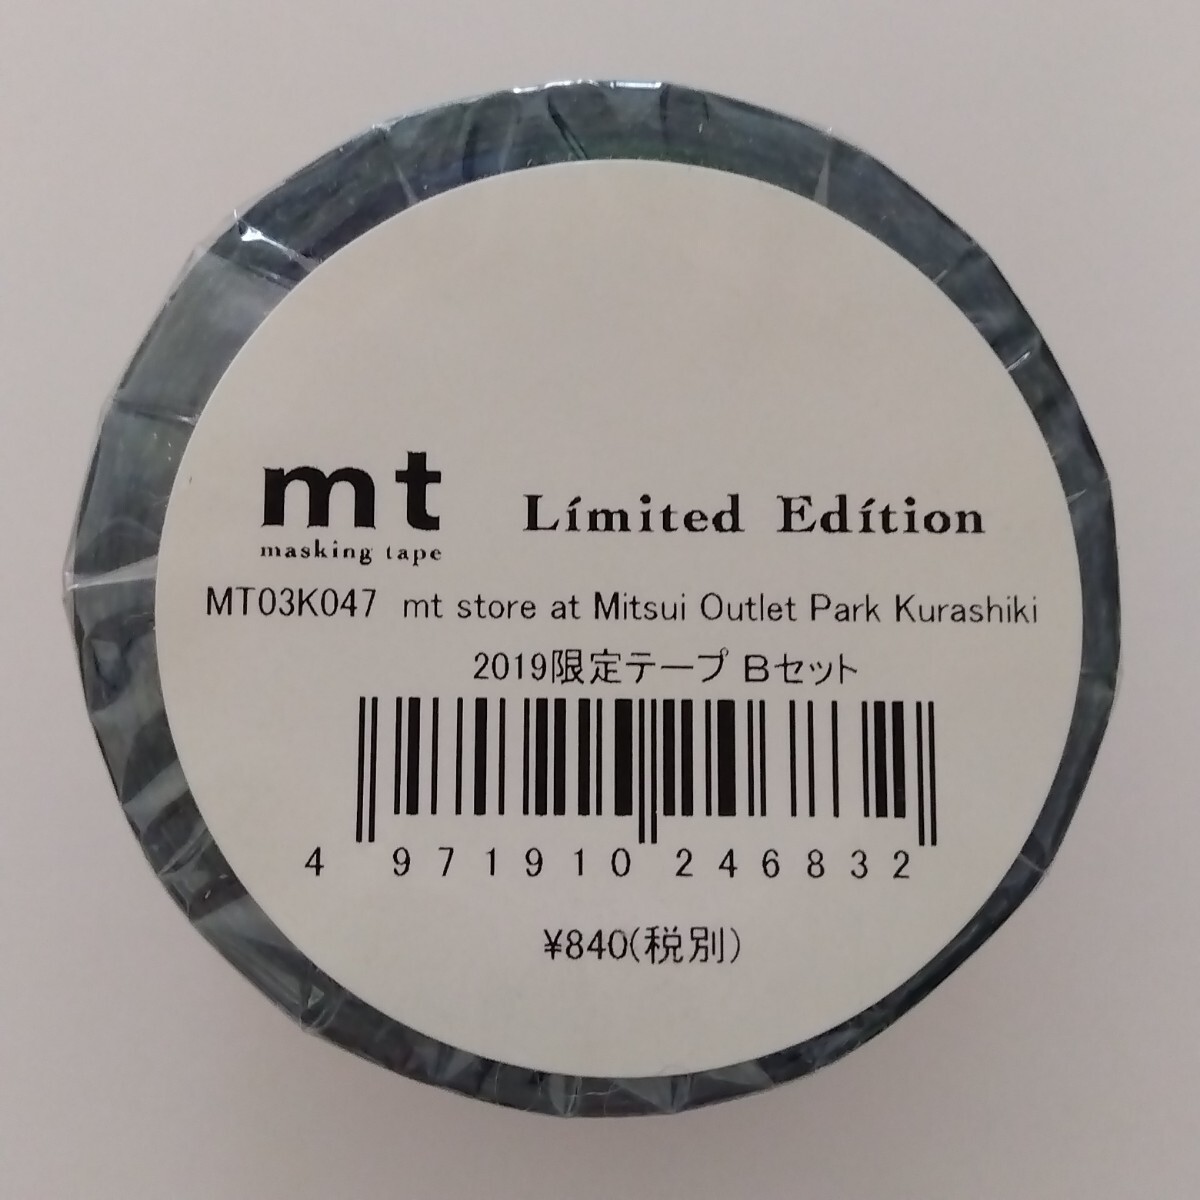 mt Límited Edítion
masking tape
MT03K047 mt store at Mitsui Outlet Park Kurashiki
2019限定テープ Bセット
4 971910 246832
¥840(税別)